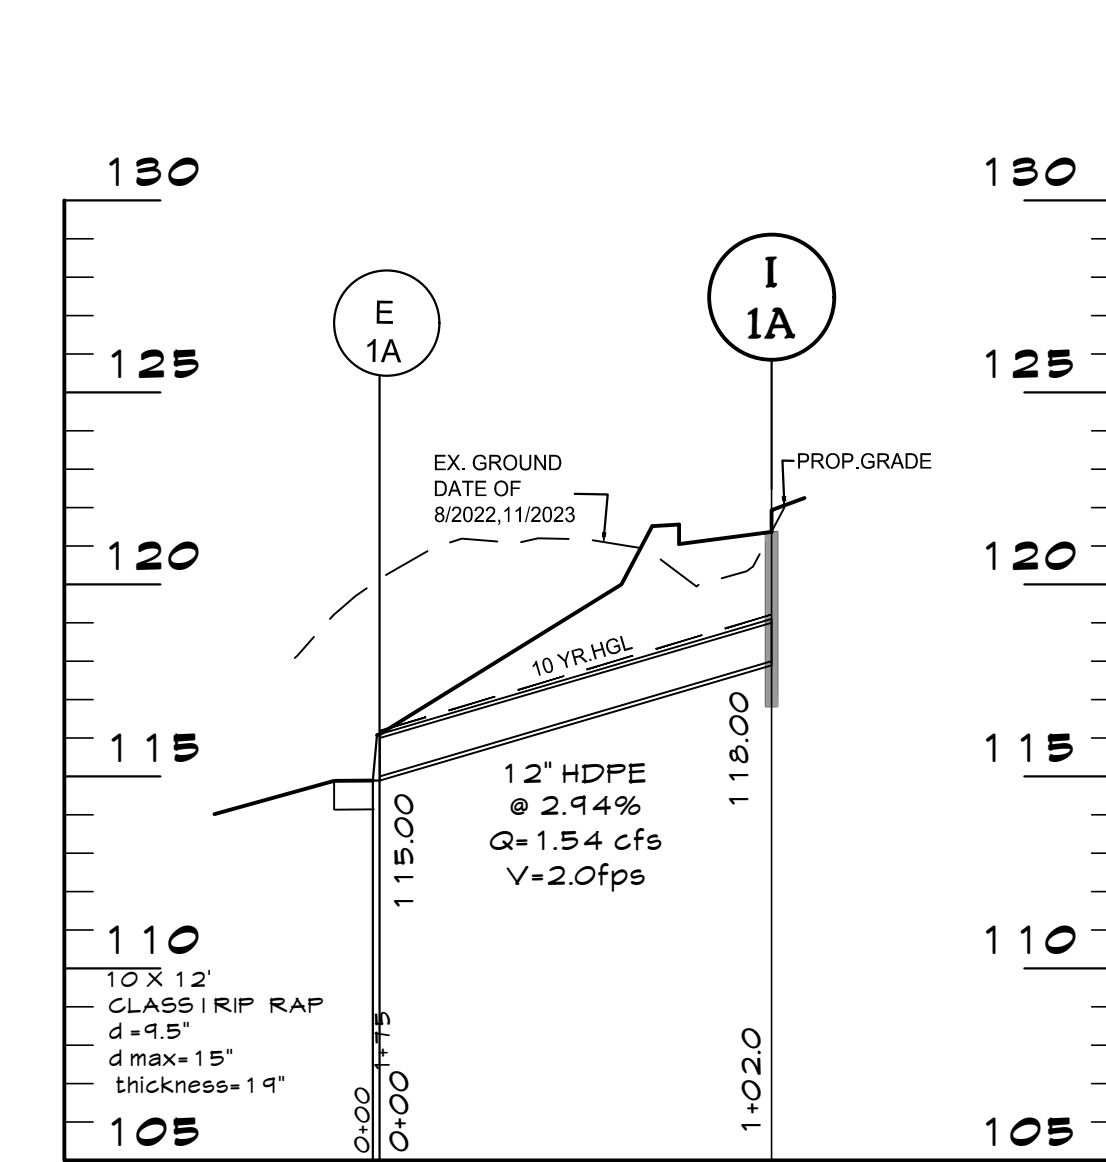 130
130
E
1A
I
1A
125
125
EX. GROUND
DATE OF
8/2022,11/2023
PROP.GRADE
120
120
10 YR.HGL
115
115
118.00
115.00
12" HDPE
@ 2.94%
Q=1.54 cfs
V=2.0fps
110
110
10 X 12'
CLASS I RIP RAP
d =9.5"
d max=15"
thickness=19"
1+75
0+00
0+00
1+02.0
105
105